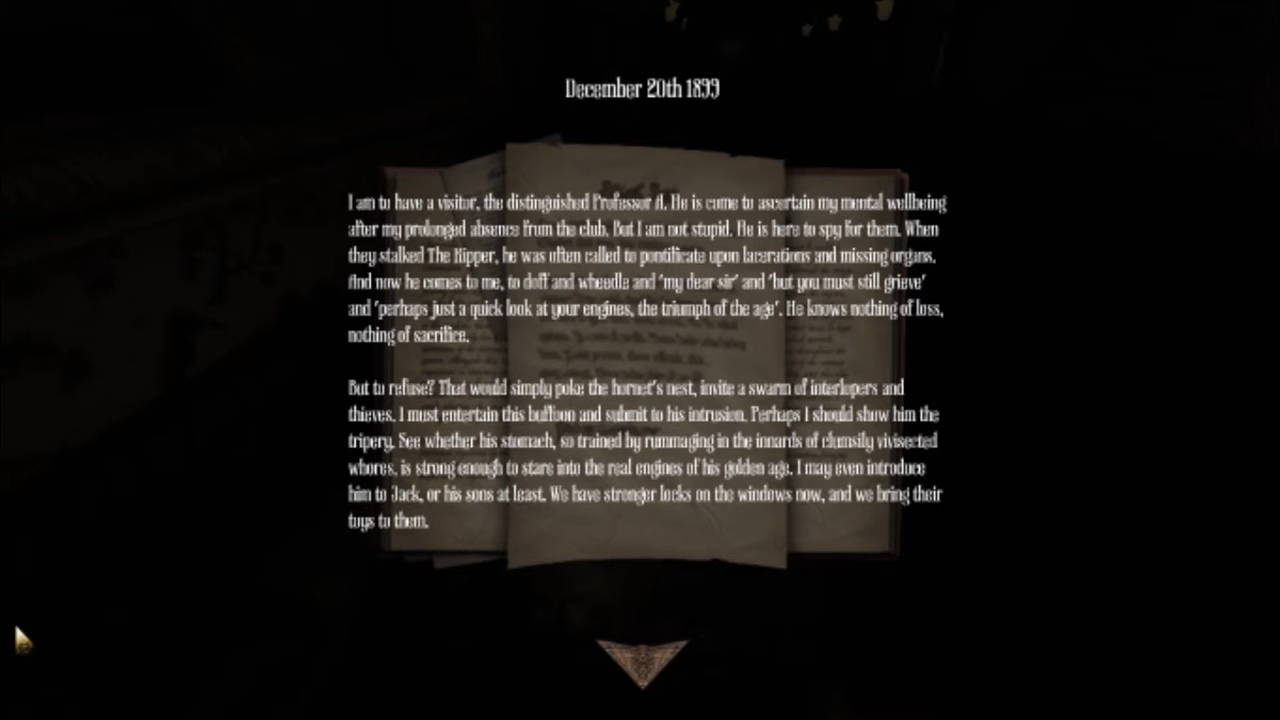 December 20th 1899
I am to have a visitor, the distinguished Professor A. He is come to ascertain my mental wellbeing
after my prolonged absence from the club. But I am not stupid. He is here to spy for them. When
they stalked The Ripper, he was often called to pontificate upon lacerations and missing organs.
And now he comes to me, to doff and wheedle and 'my dear sir' and 'but you must still grieve'
and 'perhaps just a quick look at your engines, the triumph of the age'. He knows nothing of loss,
nothing of sacrifice.
But to refuse? That would simply poke the hornet's nest, invite a swarm of interlopers and
thieves. I must entertain this buffoon and submit to his intrusion. Perhaps I should show him the
tripery. See whether his stomach, so trained by rummaging in the innards of clumsily vivisected
whores, is strong enough to stare into the real engines of his golden age. I may even introduce
him to Jack, or his sons at least. We have stronger locks on the windows now, and we bring their
toys to them.